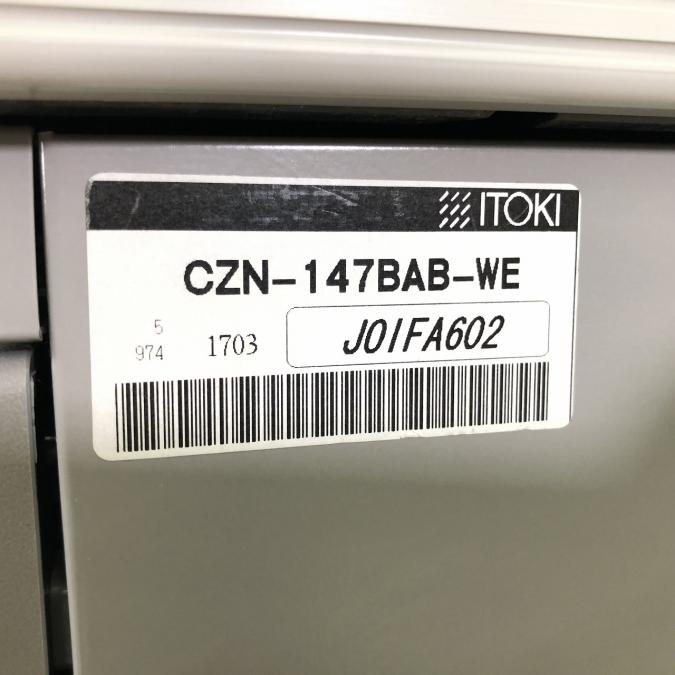 ITOKI
CZN-147BAB-WE
5
974 1703 J01FA602